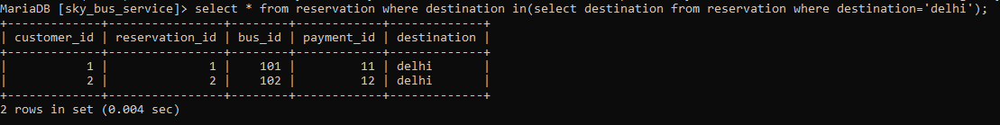 MariaDB [sky_bus_service]> select * from reservation where destination in(select destination from reservation where destination='delhi');
+-------------+----------------+--------+------------+-------------+
| customer_id | reservation_id | bus_id | payment_id | destination |
+-------------+----------------+--------+------------+-------------+
|           1 |              1 |    101 |         11 | delhi       |
|           2 |              2 |    102 |         12 | delhi       |
+-------------+----------------+--------+------------+-------------+
2 rows in set (0.004 sec)